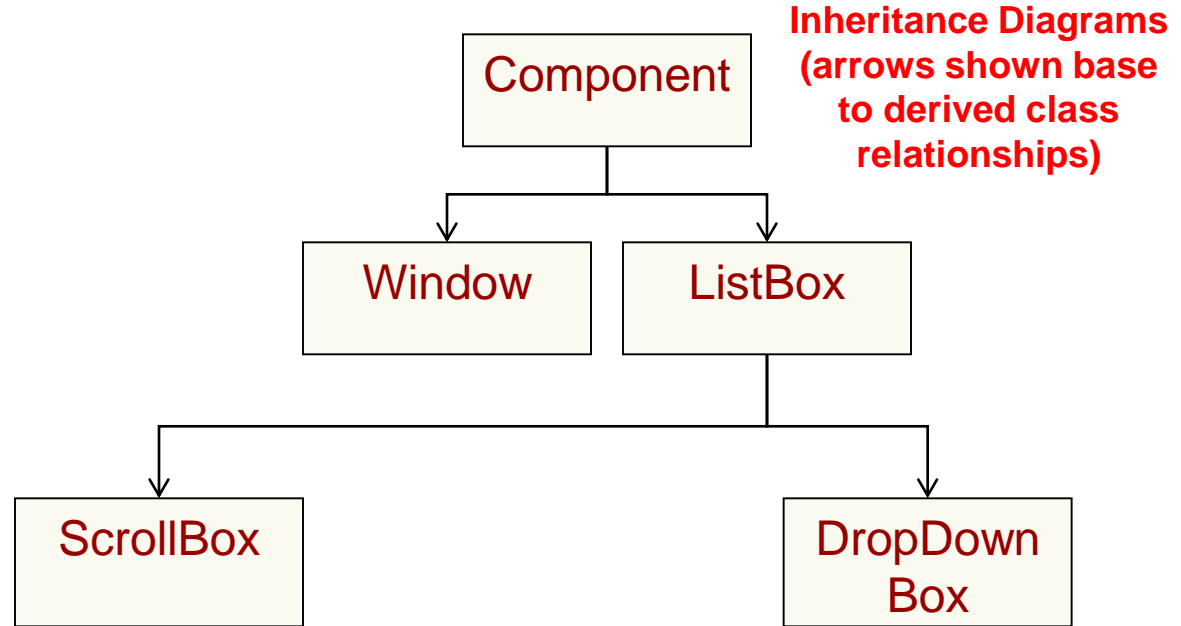 Inheritance Diagrams
(arrows shown base
to derived class
relationships)
Component
Window
ListBox
ScrollBox
DropDown
Box